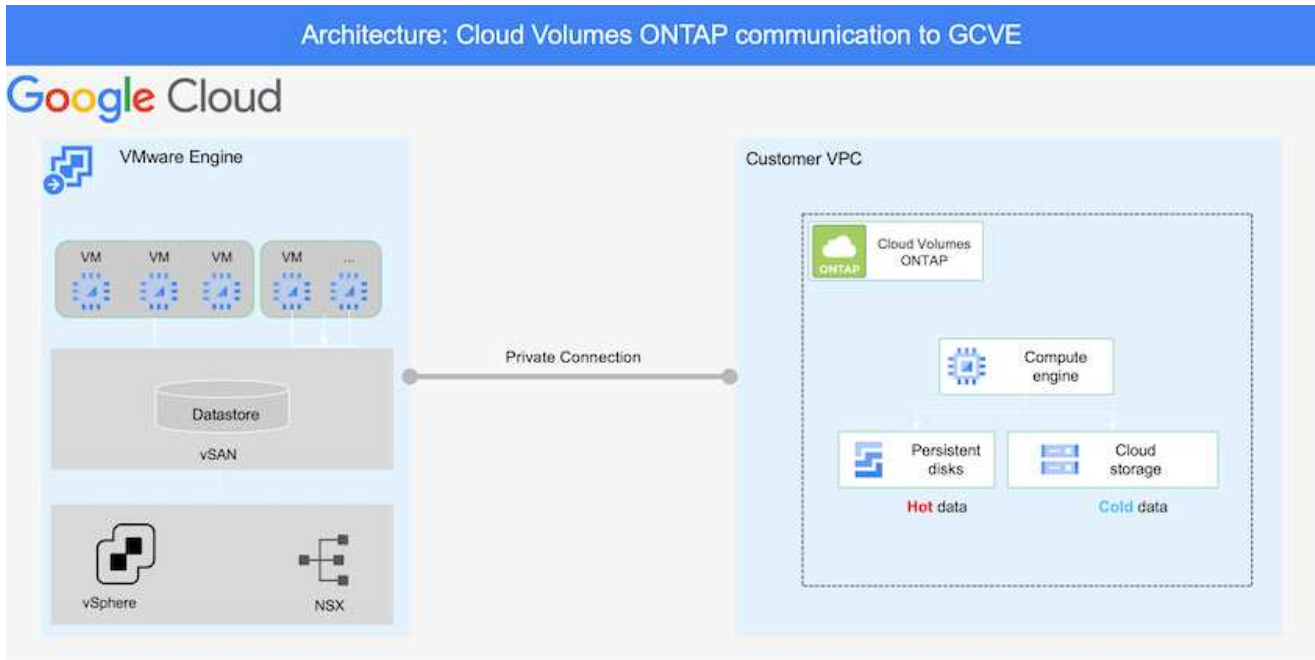 Architecture: Cloud Volumes ONTAP communication to GCVE
Google Cloud
VMware Engine
VM
VM
VM
VM
...
Datastore
vSAN
vSphere
NSX
Private Connection
Customer VPC
ONTAP
Cloud Volumes
ONTAP
Compute
engine
Persistent
disks
Cloud
storage
Hot data
Cold data